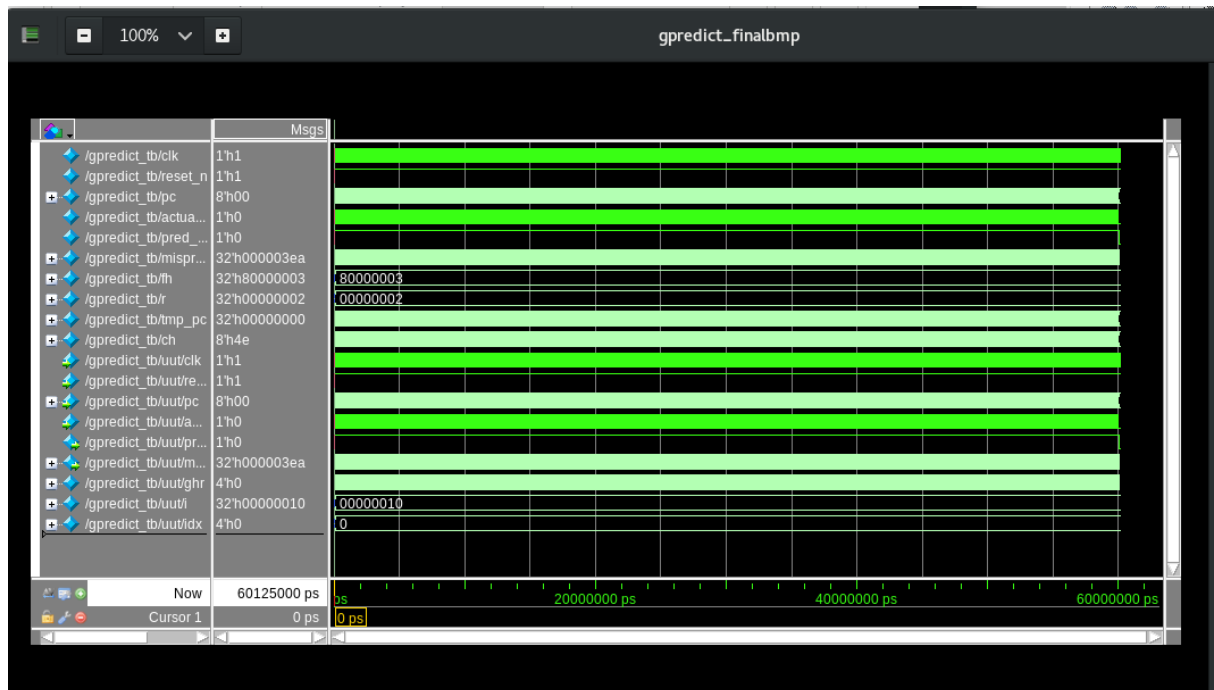 100% gpredict_finalbmp
Msgs
/gpredict_tb/clk 1'h1
/gpredict_tb/reset_n 1'h1
/gpredict_tb/pc 8'h00
/gpredict_tb/actua... 1'h0
/gpredict_tb/pred_... 1'h0
/gpredict_tb/mispr... 32'h000003ea
/gpredict_tb/fh 32'h80000003 80000003
/gpredict_tb/r 32'h00000002 00000002
/gpredict_tb/tmp_pc 32'h00000000
/gpredict_tb/ch 8'h4e
/gpredict_tb/uut/clk 1'h1
/gpredict_tb/uut/re... 1'h1
/gpredict_tb/uut/pc 8'h00
/gpredict_tb/uut/a... 1'h0
/gpredict_tb/uut/pr... 1'h0
/gpredict_tb/uut/m... 32'h000003ea
/gpredict_tb/uut/ghr 4'h0
/gpredict_tb/uut/i 32'h00000010 00000010
/gpredict_tb/uut/idx 4'h0 0
Now 60125000 ps ps 20000000 ps 40000000 ps 60000000 ps
Cursor 1 0 ps 0 ps